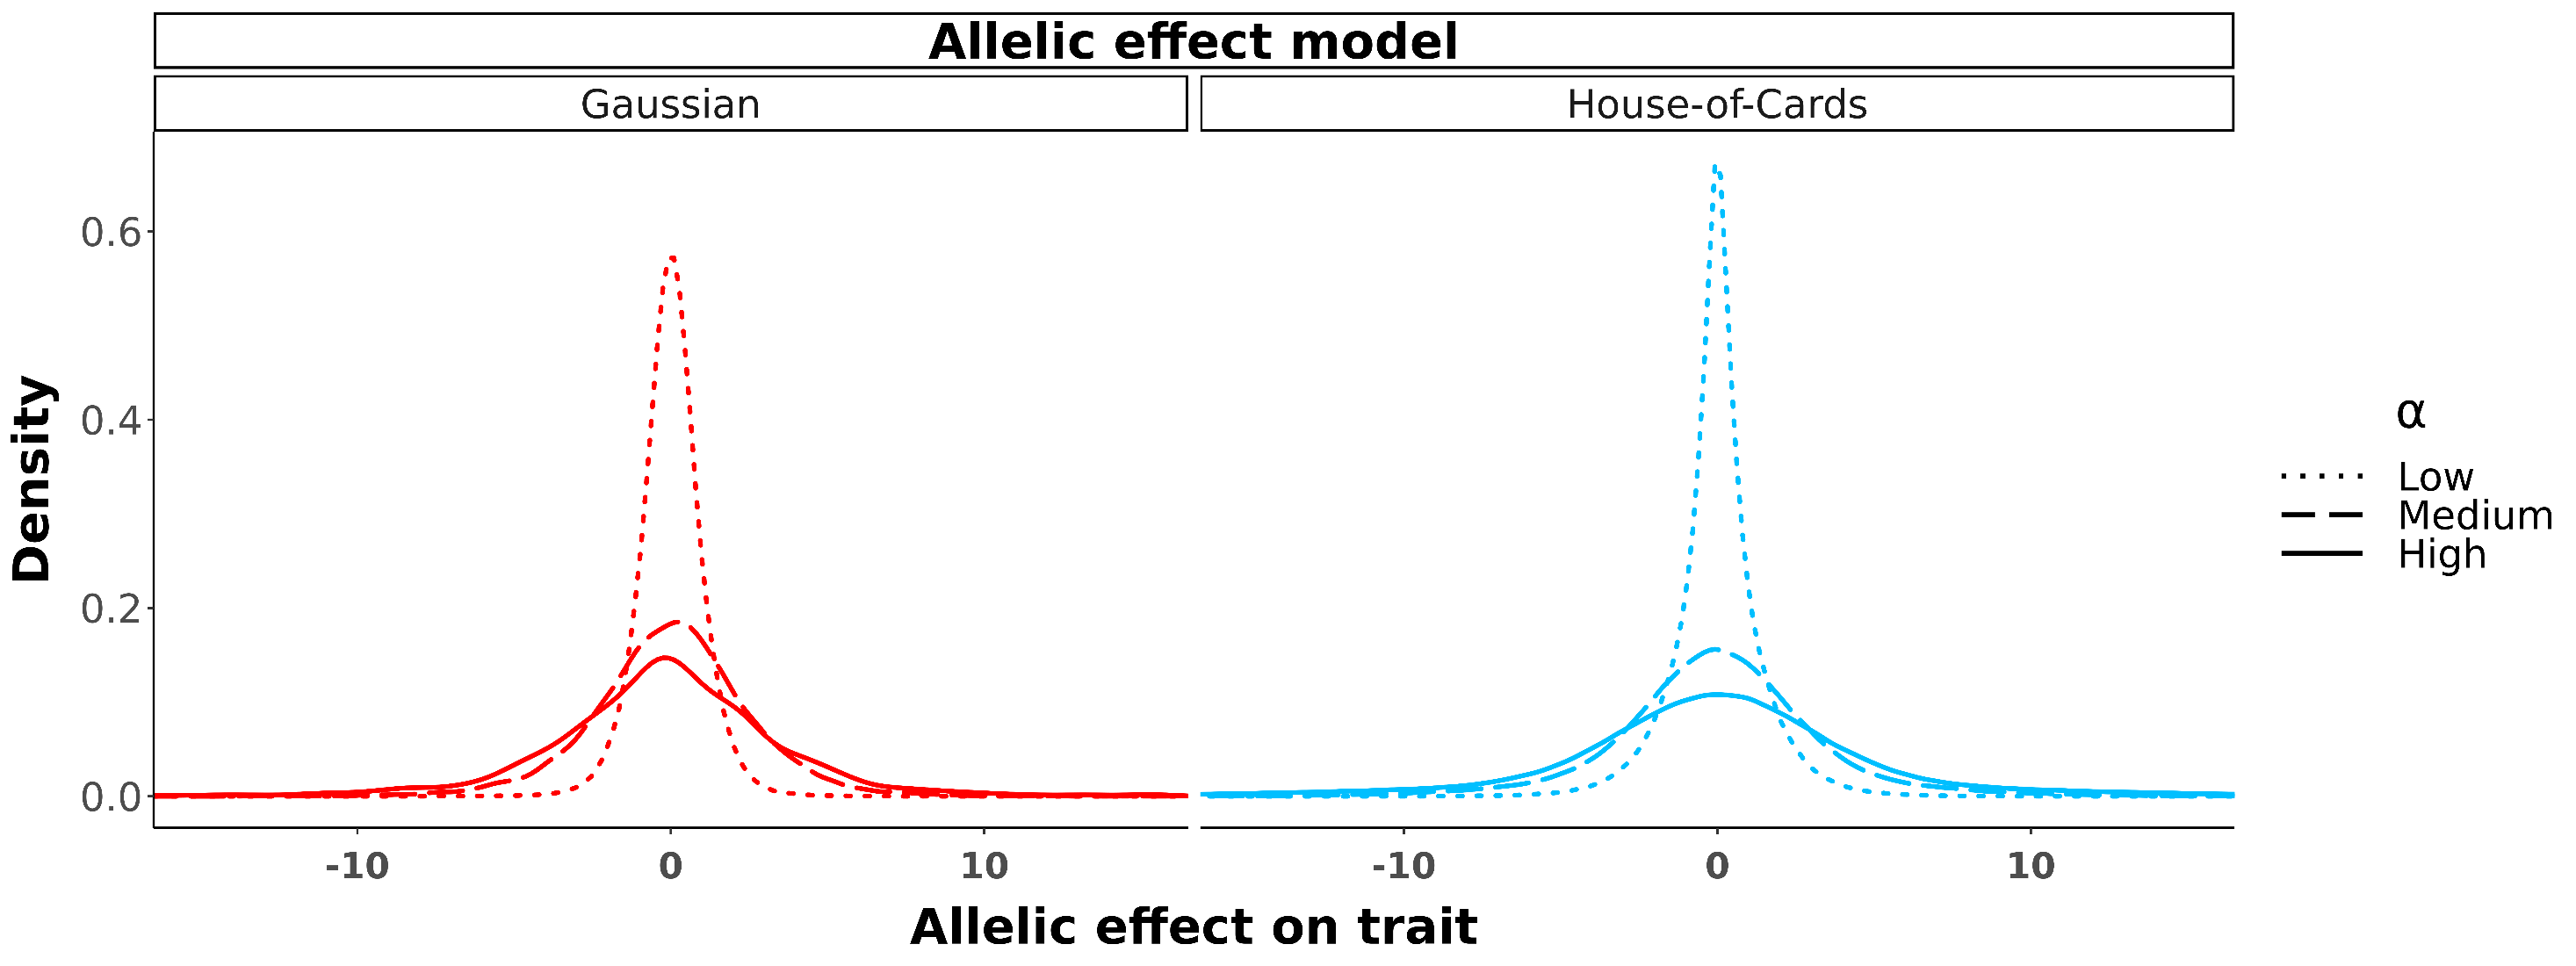 Allelic effect model
Gaussian
House-of-Cards
Density
0.6
0.4
0.2
0.0
-10 0 10
-10 0 10
Allelic effect on trait
α
Low
Medium
High